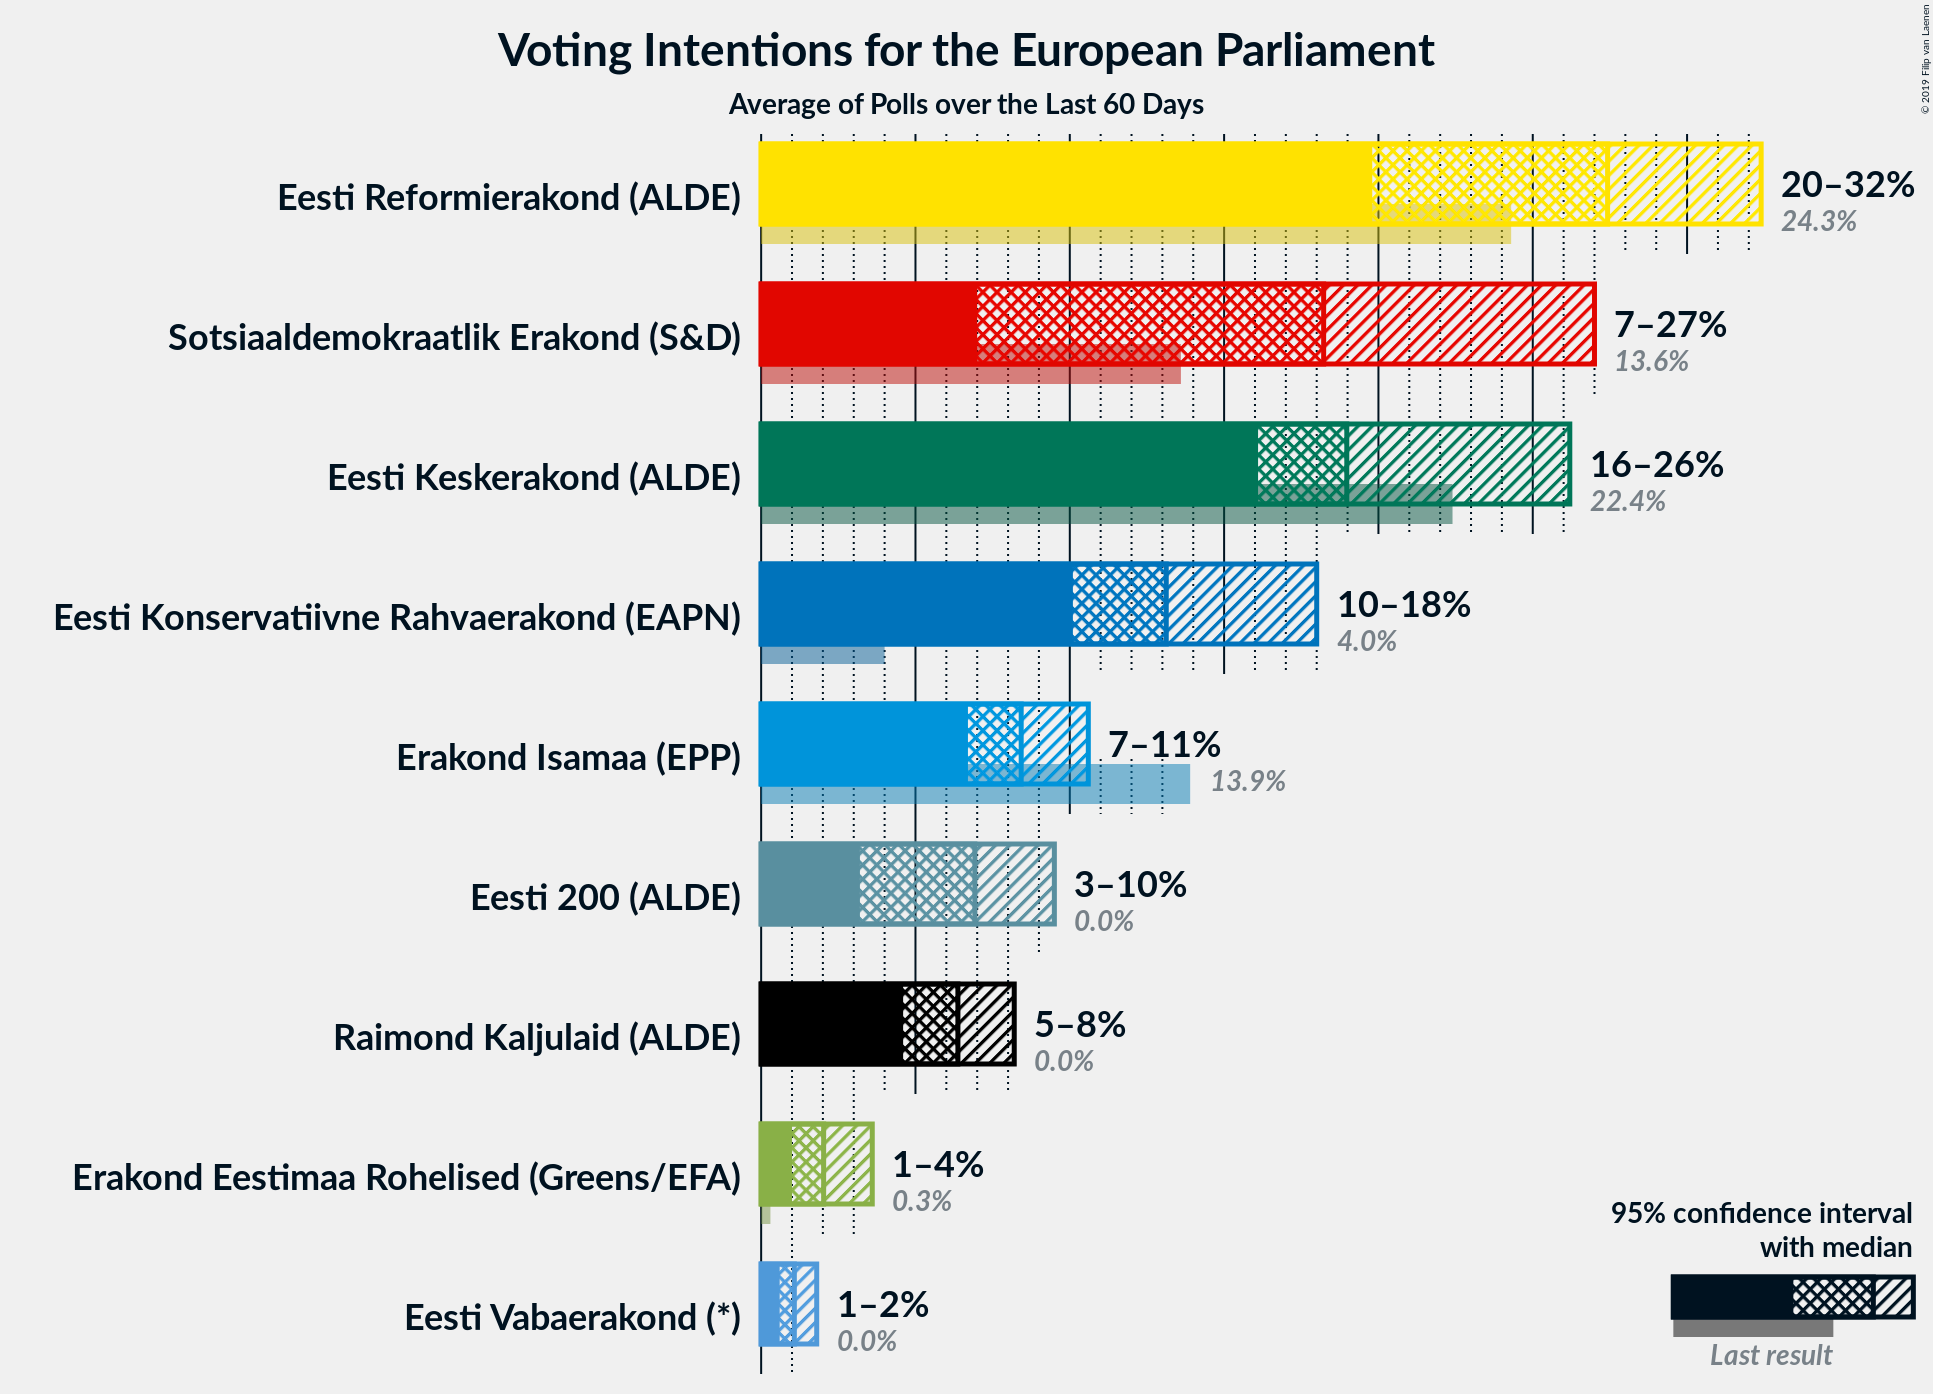 Voting Intentions for the European Parliament
Average of Polls over the Last 60 Days
© 2019 Filip van Laenen
Eesti Reformierakond (ALDE)
20–32%
24.3%
Sotsiaaldemokraatlik Erakond (S&D)
7–27%
13.6%
Eesti Keskerakond (ALDE)
16–26%
22.4%
Eesti Konservatiivne Rahvaerakond (EAPN)
10–18%
4.0%
Erakond Isamaa (EPP)
7–11%
13.9%
Eesti 200 (ALDE)
3–10%
0.0%
Raimond Kaljulaid (ALDE)
5–8%
0.0%
Erakond Eestimaa Rohelised (Greens/EFA)
1–4%
0.3%
Eesti Vabaerakond (*)
1–2%
0.0%
95% confidence interval
with median
Last result